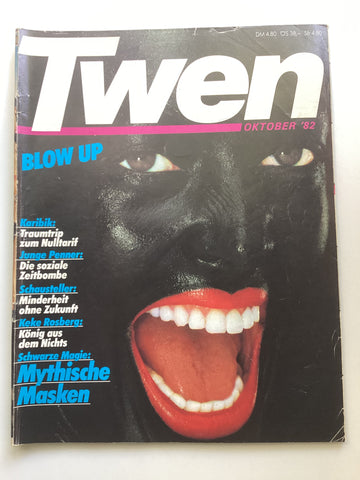 DM 4.80 ÖS 38,– Sfr 4.80
Twen
OKTOBER '82
BLOW UP
Karibik:
Traumtrip
zum Nulltarif
Junge Penner:
Die soziale
Zeitbombe
Schausteller:
Minderheit
ohne Zukunft
Keke Rosberg:
König aus
dem Nichts
Schwarze Magie:
Mythische
Masken